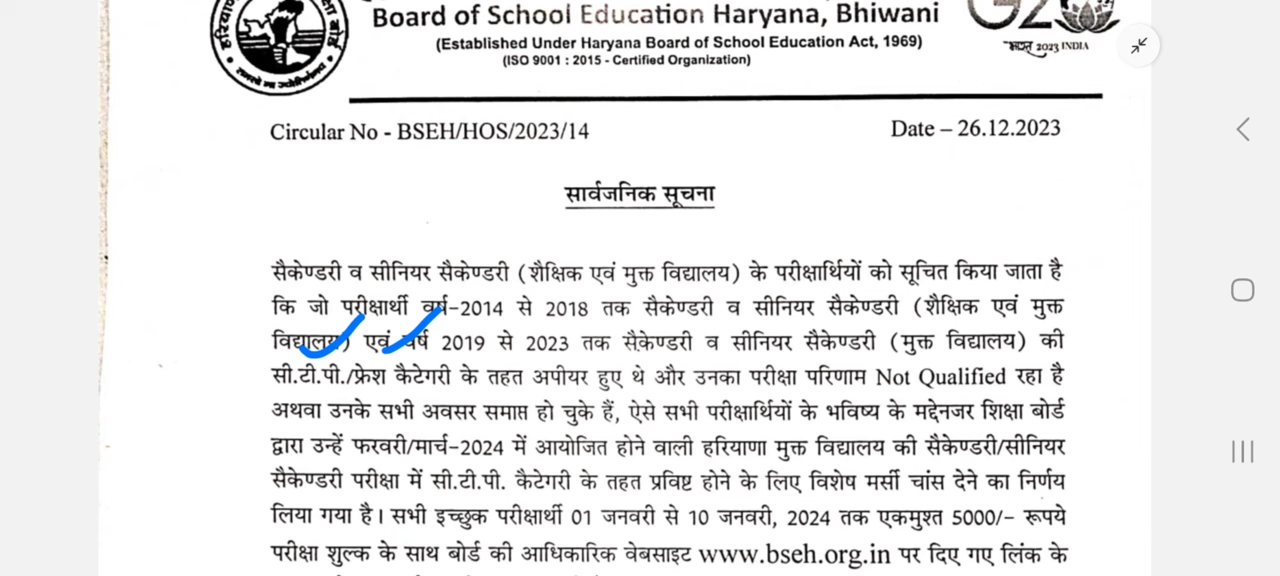 Board of School Education Haryana, Bhiwani
(Established Under Haryana Board of School Education Act, 1969)
(ISO 9001 : 2015 - Certified Organization)
G20
भारत 2023 INDIA
Circular No - BSEH/HOS/2023/14
Date – 26.12.2023
सार्वजनिक सूचना
सैकेण्डरी व सीनियर सैकेण्डरी (शैक्षिक एवं मुक्त विद्यालय) के परीक्षार्थियों को सूचित किया जाता है
कि जो परीक्षार्थी वर्ष-2014 से 2018 तक सैकेण्डरी व सीनियर सैकेण्डरी (शैक्षिक एवं मुक्त
विद्यालय) एवं वर्ष 2019 से 2023 तक सैकेण्डरी व सीनियर सैकेण्डरी (मुक्त विद्यालय) की
सी.टी.पी./फ्रेश कैटेगरी के तहत अपीयर हुए थे और उनका परीक्षा परिणाम Not Qualified रहा है
अथवा उनके सभी अवसर समाप्त हो चुके हैं, ऐसे सभी परीक्षार्थियों के भविष्य के मद्देनजर शिक्षा बोर्ड
द्वारा उन्हें फरवरी/मार्च-2024 में आयोजित होने वाली हरियाणा मुक्त विद्यालय की सैकेण्डरी/सीनियर
सैकेण्डरी परीक्षा में सी.टी.पी. कैटेगरी के तहत प्रविष्ट होने के लिए विशेष मर्सी चांस देने का निर्णय
लिया गया है। सभी इच्छुक परीक्षार्थी 01 जनवरी से 10 जनवरी, 2024 तक एकमुश्त 5000/- रूपये
परीक्षा शुल्क के साथ बोर्ड की आधिकारिक वेबसाइट www.bseh.org.in पर दिए गए लिंक के